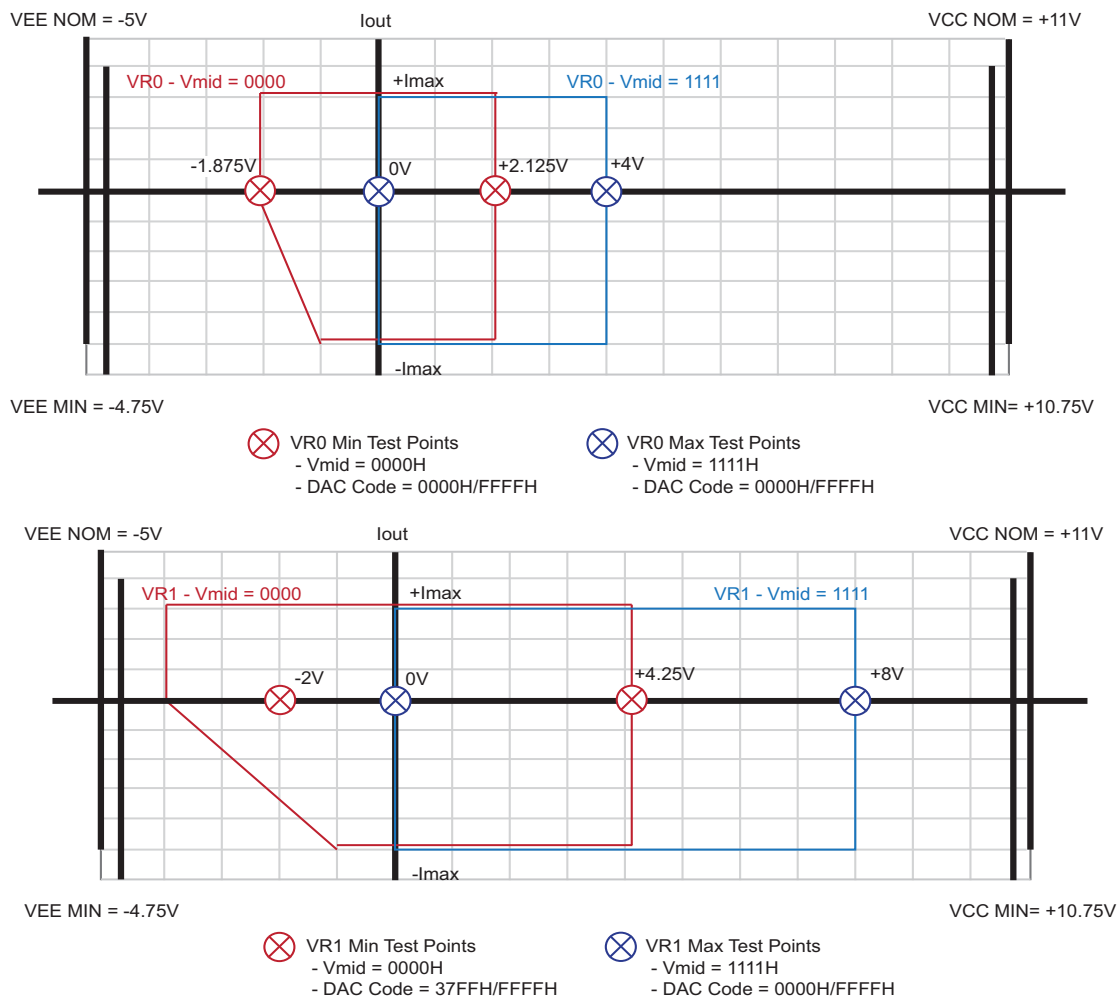 VEE NOM = -5V
Iout
VCC NOM= +11V
VR0 - Vmid = 0000
+Imax
VR0 - Vmid = 1111
-1.875V
0V
+2.125V
+4V
-Imax
VEE MIN = -4.75V
VCC MIN= +10.75V
VR0 Min Test Points
- Vmid = 0000H
- DAC Code = 0000H/FFFFH
VR0 Max Test Points
- Vmid = 1111H
- DAC Code = 0000H/FFFFH
VEE NOM = -5V
Iout
VCC NOM = +11V
VR1 - Vmid = 0000
+Imax
VR1 - Vmid = 1111
-2V
0V
+4.25V
+8V
-Imax
VEE MIN = -4.75V
VCC MIN= +10.75V
VR1 Min Test Points
- Vmid = 0000H
- DAC Code = 37FFH/FFFFH
VR1 Max Test Points
- Vmid = 1111H
- DAC Code = 0000H/FFFFH